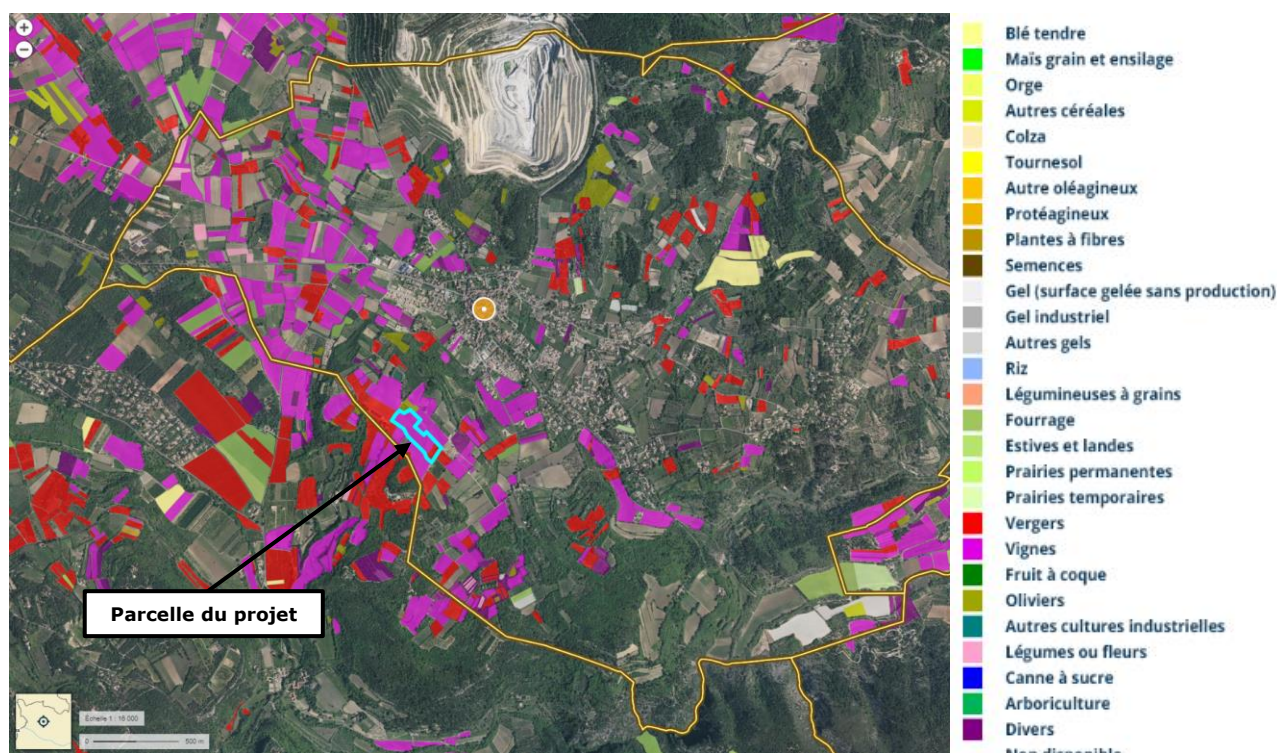 +
−
Parcelle du projet
Échelle 1 : 16 000
0 500 m
Blé tendre
Maïs grain et ensilage
Orge
Autres céréales
Colza
Tournesol
Autre oléagineux
Protéagineux
Plantes à fibres
Semences
Gel (surface gelée sans production)
Gel industriel
Autres gels
Riz
Légumineuses à grains
Fourrage
Estives et landes
Prairies permanentes
Prairies temporaires
Vergers
Vignes
Fruit à coque
Oliviers
Autres cultures industrielles
Légumes ou fleurs
Canne à sucre
Arboriculture
Divers
Non disponible